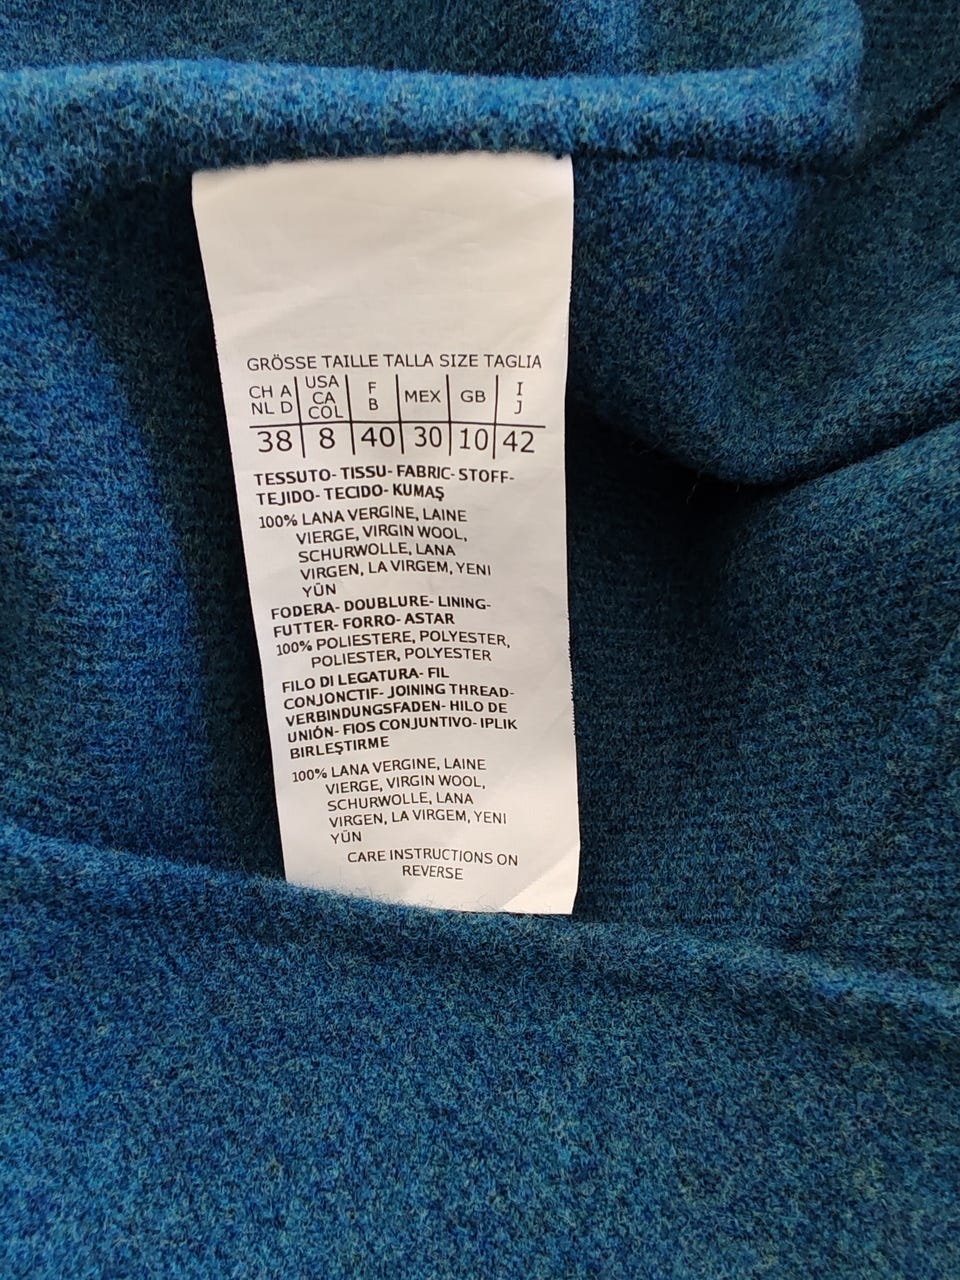 GRÖSSE TAILLE TALLA SIZE TAGLIA
CH A NL D | USA CA COL | F B | MEX | GB | I J
38 | 8 | 40 | 30 | 10 | 42
TESSUTO- TISSU- FABRIC- STOFF-
TEJIDO- TECIDO- KUMAŞ
100% LANA VERGINE, LAINE
VIERGE, VIRGIN WOOL,
SCHURWOLLE, LANA
VIRGEN, LA VIRGEM, YENI
YÜN
FODERA- DOUBLURE- LINING-
FUTTER- FORRO- ASTAR
100% POLIESTERE, POLYESTER,
POLIESTER, POLYESTER
FILO DI LEGATURA- FIL
CONJONCTIF- JOINING THREAD-
VERBINDUNGSFADEN- HILO DE
UNIÓN- FIOS CONJUNTIVO- IPLIK
BIRLEŞTIRME
100% LANA VERGINE, LAINE
VIERGE, VIRGIN WOOL,
SCHURWOLLE, LANA
VIRGEN, LA VIRGEM, YENI
YÜN
CARE INSTRUCTIONS ON
REVERSE